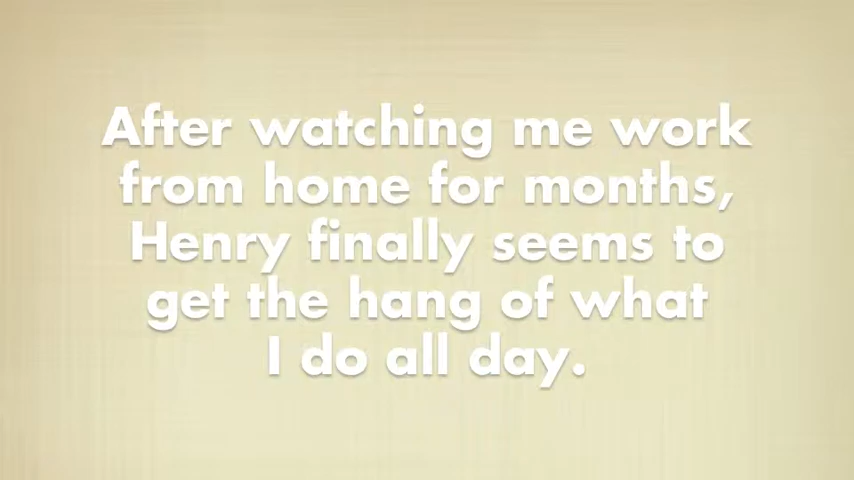 After watching me work
from home for months,
Henry finally seems to
get the hang of what
I do all day.